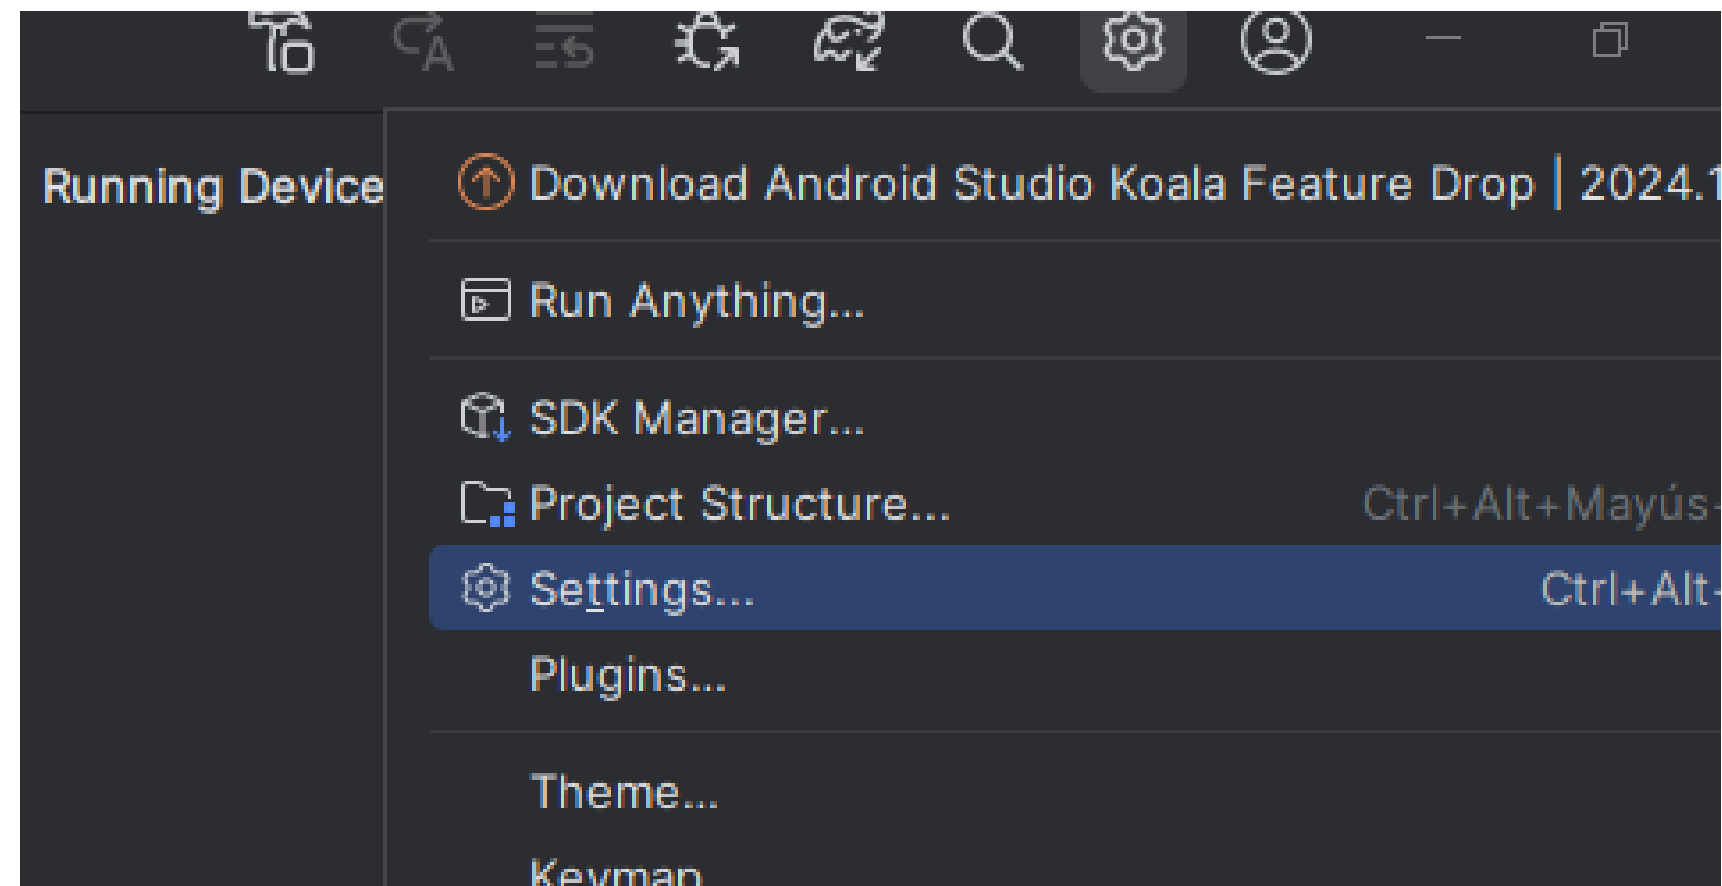 Running Device
Download Android Studio Koala Feature Drop | 2024.1
Run Anything...
SDK Manager...
Project Structure... Ctrl+Alt+Mayús-
Settings... Ctrl+Alt-
Plugins...
Theme...
Keymap